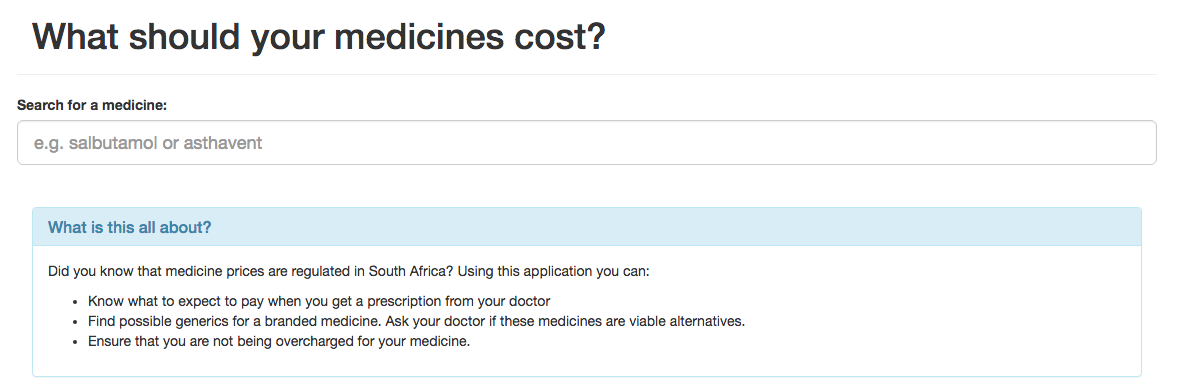 What should your medicines cost?
Search for a medicine:
e.g. salbutamol or asthavent
What is this all about?
Did you know that medicine prices are regulated in South Africa? Using this application you can:
• Know what to expect to pay when you get a prescription from your doctor
• Find possible generics for a branded medicine. Ask your doctor if these medicines are viable alternatives.
• Ensure that you are not being overcharged for your medicine.